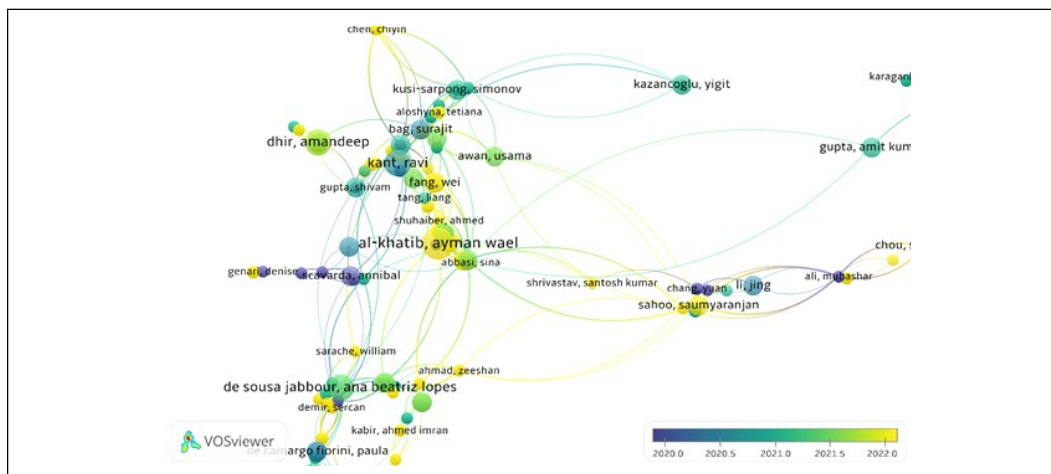 chen, chiyin
kusi-sarpong, simonov
kazancoglu, yigit
aloshyna, tetiana
bag, surajit
dhir, amandeep
gupta, amit kum
awan, usama
kant, ravi
gupta, shivam
fang, wei
tang, liang
shuhaiber, ahmed
al-khatib, ayman wael
abbasi, sina
chou, s
genari, denise
scavarda, annibal
ali, mubashar
shrivastav, santosh kumar
chang, yuan
li, jing
sahoo, saumyaranjan
sarache, william
ahmad, zeeshan
de sousa jabbour, ana beatriz lopes
demir, sercan
kabir, ahmed imran
VOSviewer
de camargo fiorini, paula
2020.0 2020.5 2021.0 2021.5 2022.0